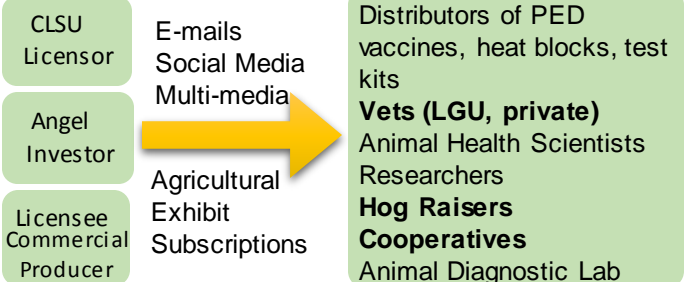 CLSU
Licensor
Angel
Investor
Licensee
Commercial
Producer
E-mails
Social Media
Multi-media
Agricultural
Exhibit
Subscriptions
Distributors of PED
vaccines, heat blocks, test
kits
Vets (LGU, private)
Animal Health Scientists
Researchers
Hog Raisers
Cooperatives
Animal Diagnostic Lab